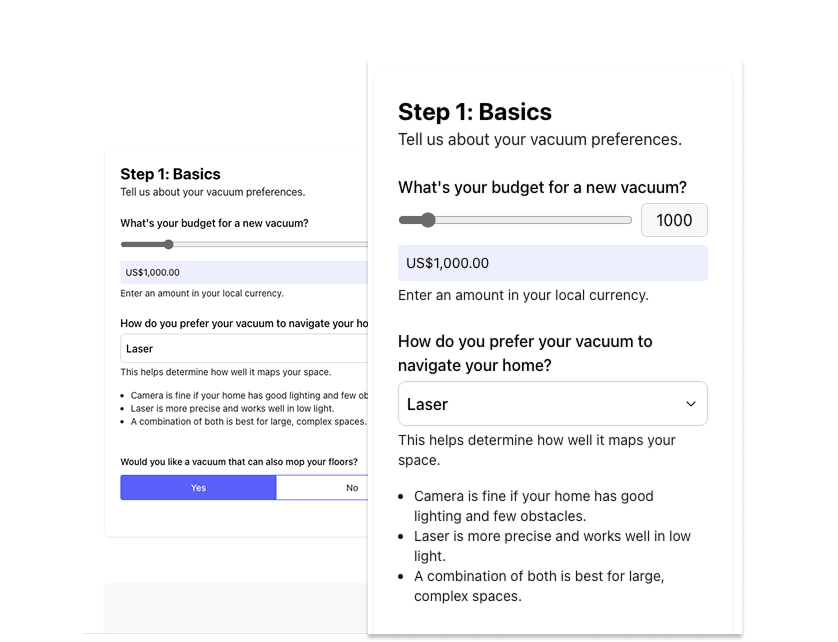 Step 1: Basics
Tell us about your vacuum preferences.
What's your budget for a new vacuum?
US$1,000.00
Enter an amount in your local currency.
How do you prefer your vacuum to navigate your ho
Laser
This helps determine how well it maps your space.
• Camera is fine if your home has good lighting and few ob
• Laser is more precise and works well in low light.
• A combination of both is best for large, complex spaces.
Would you like a vacuum that can also mop your floors?
Yes No
Step 1: Basics
Tell us about your vacuum preferences.
What's your budget for a new vacuum?
1000
US$1,000.00
Enter an amount in your local currency.
How do you prefer your vacuum to
navigate your home?
Laser
This helps determine how well it maps your
space.
• Camera is fine if your home has good
lighting and few obstacles.
• Laser is more precise and works well in low
light.
• A combination of both is best for large,
complex spaces.